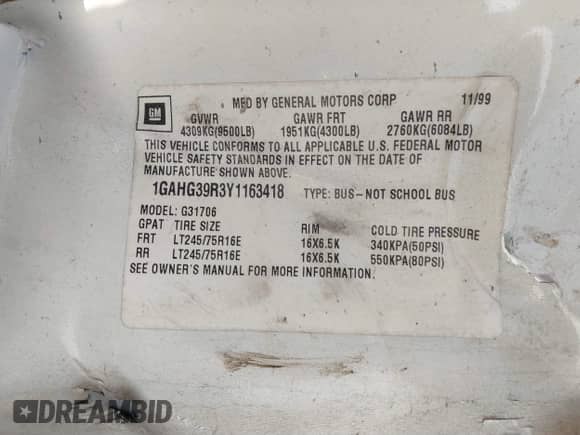 GM
MFD BY GENERAL MOTORS CORP 11/99
GVWR GAWR FRT GAWR RR
4309KG(9500LB) 1951KG(4300LB) 2760KG(6084LB)
THIS VEHICLE CONFORMS TO ALL APPLICABLE U.S. FEDERAL MOTOR
VEHICLE SAFETY STANDARDS IN EFFECT ON THE DATE OF
MANUFACTURE SHOWN ABOVE.
1GAHG39R3Y1163418 TYPE: BUS-NOT SCHOOL BUS
MODEL: G31706
GPAT TIRE SIZE RIM COLD TIRE PRESSURE
FRT LT245/75R16E 16X6.5K 340KPA(50PSI)
RR LT245/75R16E 16X6.5K 550KPA(80PSI)
SEE OWNER'S MANUAL FOR MORE INFORMATION.
DREAMBID